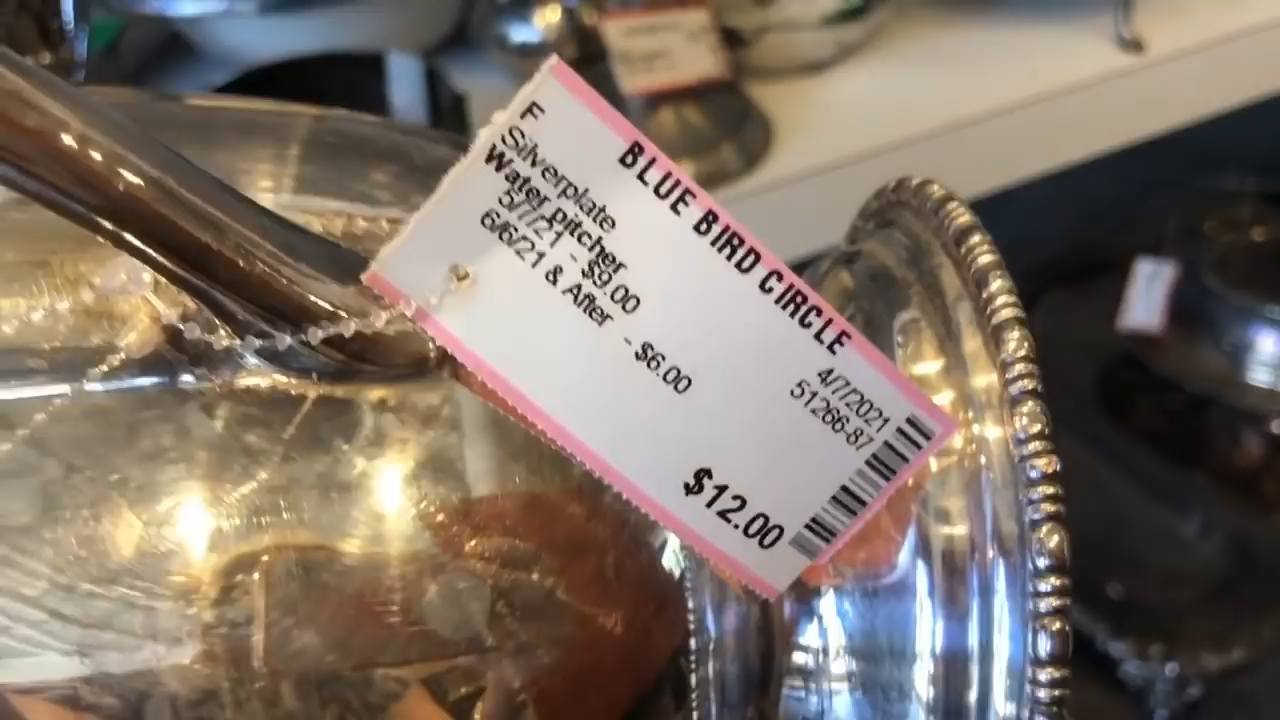 BLUE BIRD CIRCLE
F
Silverplate
Water pitcher
5/7/21 - $9.00
6/6/21 & After - $6.00
4/7/2021
51266-87
$12.00